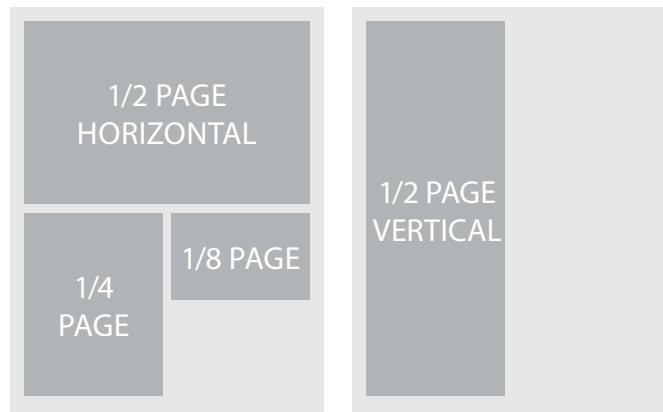 1/2 PAGE
HORIZONTAL
1/4
PAGE
1/8 PAGE
1/2 PAGE
VERTICAL